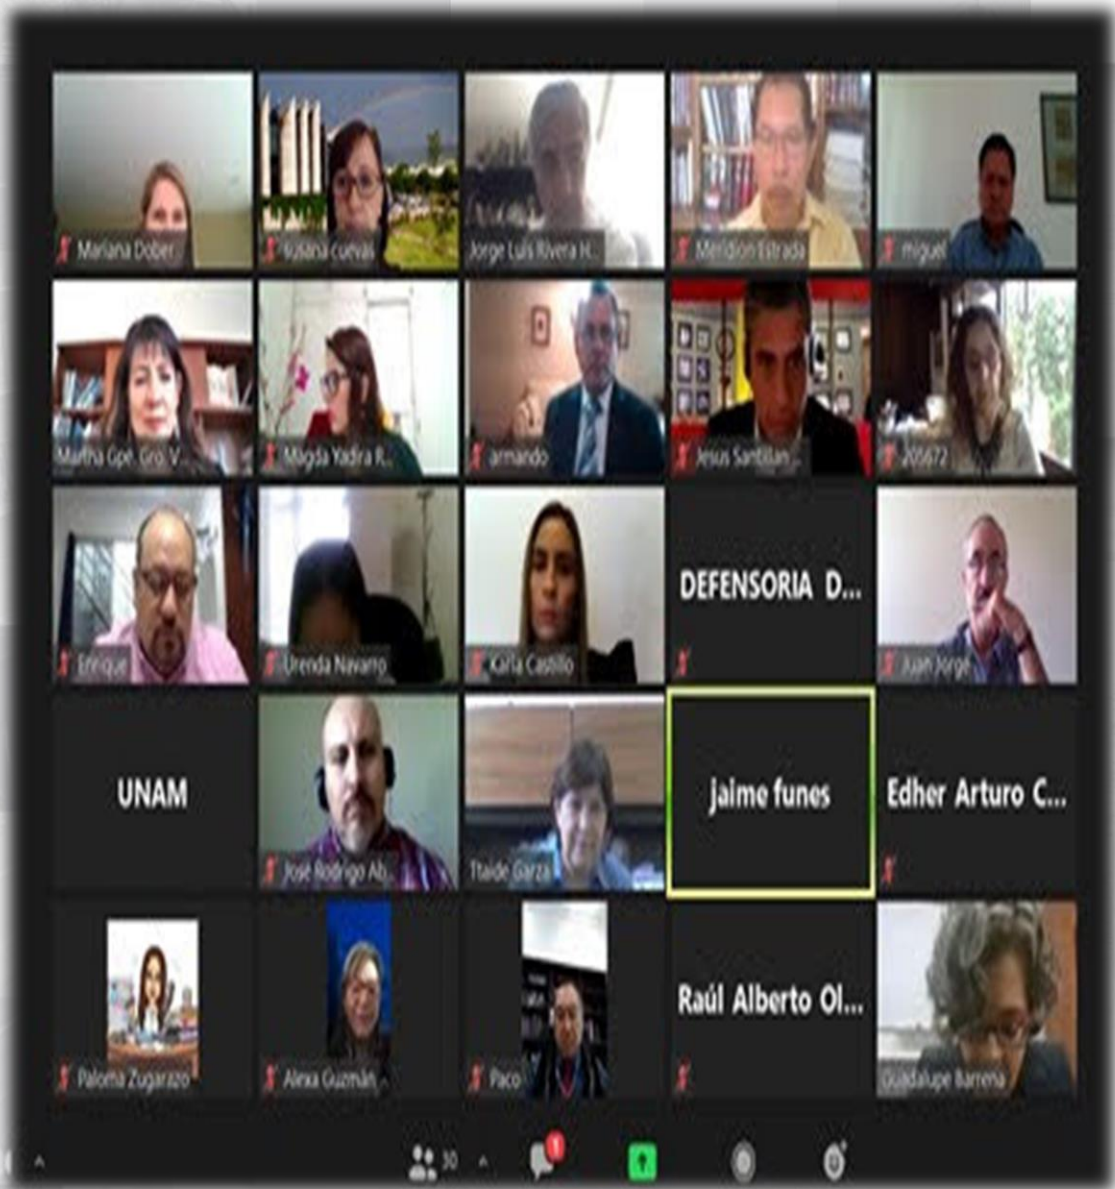 Mariana Dober
susana cuevas
Jorge Luis Rivera H...
Meridion Estrada
miguel
Martha Gpe. Gro. V...
Magda Yadira R...
armando
Jesus Santillan
205672
Enrique
Urenda Navarro
Karla Castillo
DEFENSORIA D...
Juan Jorge
UNAM
José Rodrigo Ab...
Ttaide Garza
jaime funes
Edher Arturo C...
Paloma Zugarazo
Alexa Guzmán
Paco
Raúl Alberto Ol...
Guadalupe Barrena
30
1